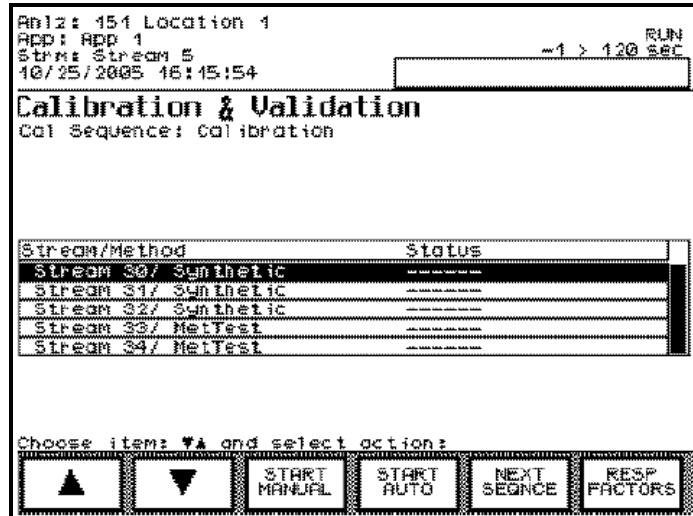 Anlz: 151 Location 1
App: App 1
Strm: Stream 5
10/25/2005 16:15:54
RUN
~1 > 120 sec
Calibration & Validation
Cal Sequence: Calibration
Stream/Method Status
Stream 30/ Synthetic ------
Stream 31/ Synthetic ------
Stream 32/ Synthetic ------
Stream 33/ MetTest ------
Stream 34/ MetTest ------
Choose item: ▼▲ and select action:
▲ ▼ START MANUAL START AUTO NEXT SEQNCE RESP FACTORS